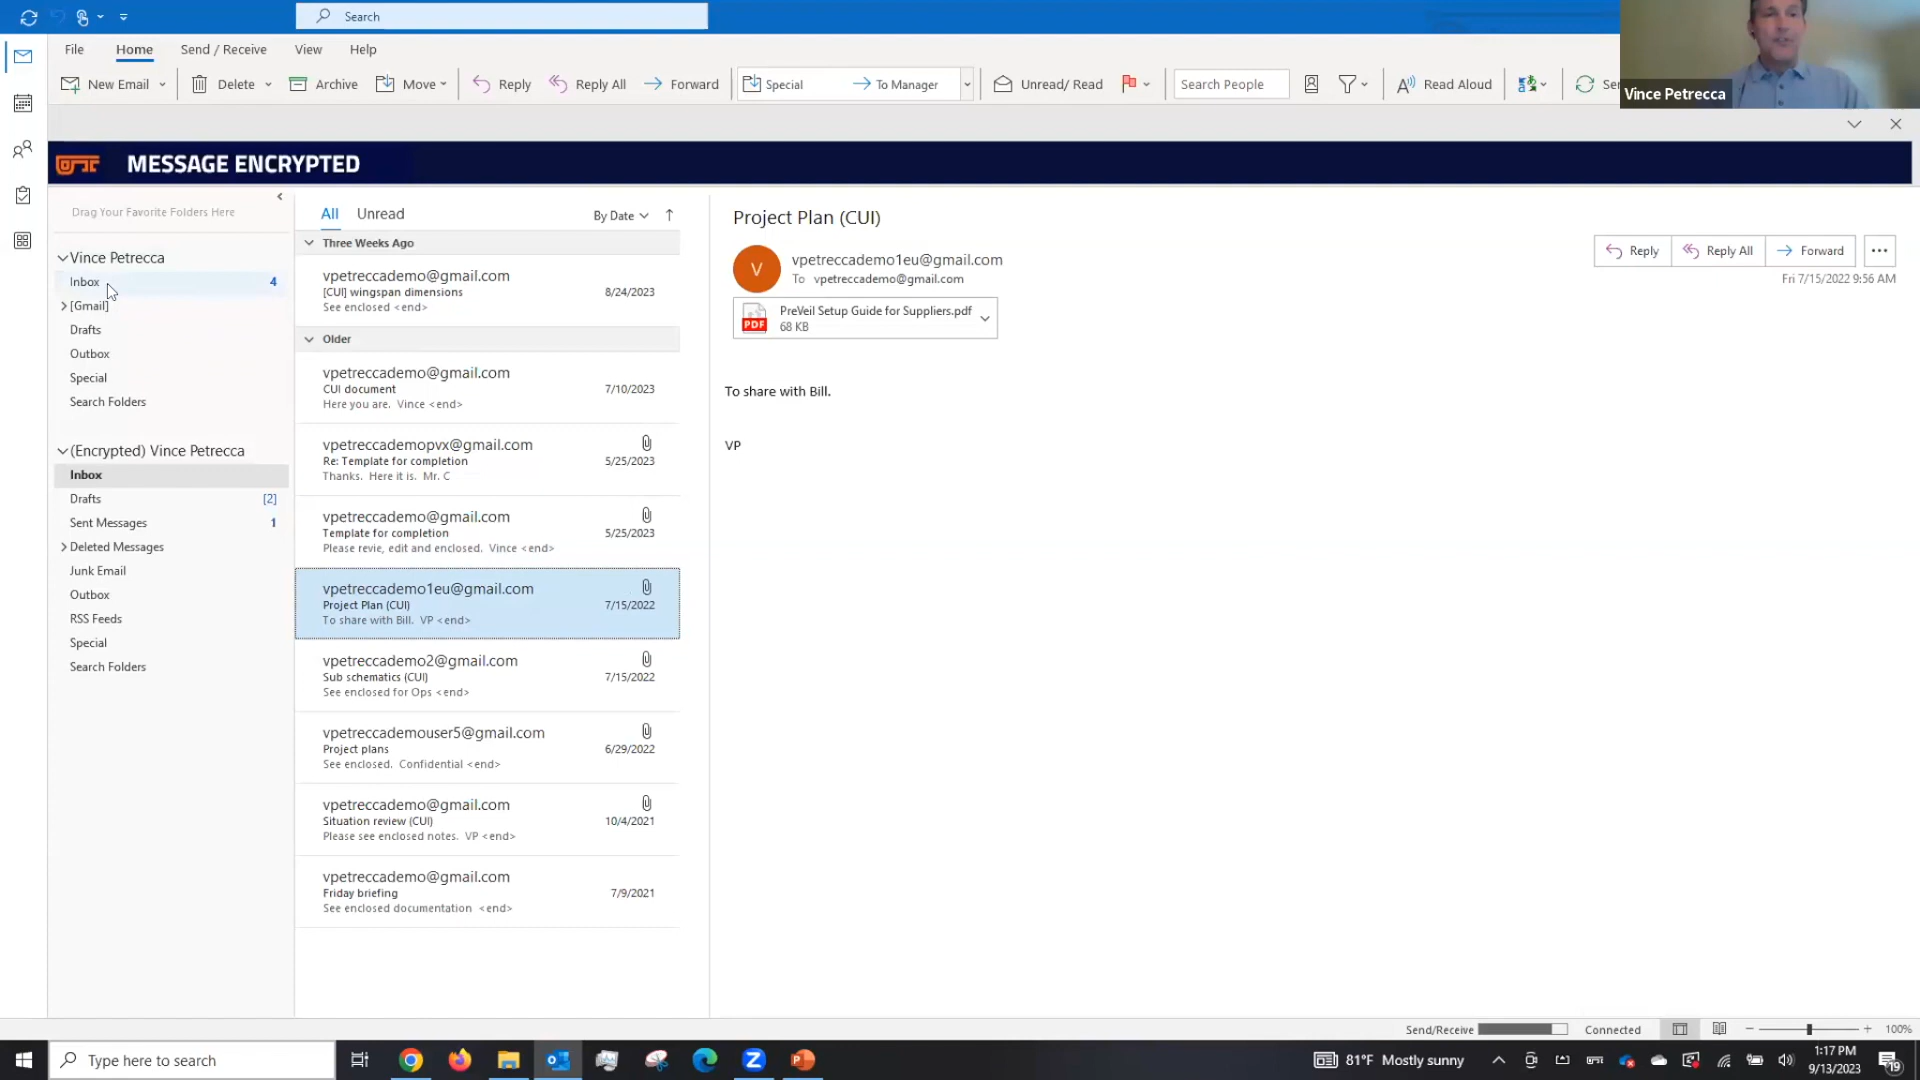 Search
File Home Send / Receive View Help
New Email Delete Archive Move Reply Reply All Forward Special To Manager Unread/ Read Search People Read Aloud
Vince Petrecca
MESSAGE ENCRYPTED
Drag Your Favorite Folders Here
Vince Petrecca
Inbox 4
[Gmail]
Drafts
Outbox
Special
Search Folders
(Encrypted) Vince Petrecca
Inbox
Drafts [2]
Sent Messages 1
Deleted Messages
Junk Email
Outbox
RSS Feeds
Special
Search Folders
All Unread By Date
Three Weeks Ago
vpetreccademo@gmail.com
[CUI] wingspan dimensions 8/24/2023
See enclosed <end>
Older
vpetreccademo@gmail.com
CUI document 7/10/2023
Here you are. Vince <end>
vpetreccademopvx@gmail.com
Re: Template for completion 5/25/2023
Thanks. Here it is. Mr. C
vpetreccademo@gmail.com
Template for completion 5/25/2023
Please revie, edit and enclosed. Vince <end>
vpetreccademo1eu@gmail.com
Project Plan (CUI) 7/15/2022
To share with Bill. VP <end>
vpetreccademo2@gmail.com
Sub schematics (CUI) 7/15/2022
See enclosed for Ops <end>
vpetreccademouser5@gmail.com
Project plans 6/29/2022
See enclosed. Confidential <end>
vpetreccademo@gmail.com
Situation review (CUI) 10/4/2021
Please see enclosed notes. VP <end>
vpetreccademo@gmail.com
Friday briefing 7/9/2021
See enclosed documentation <end>
Project Plan (CUI)
V
vpetreccademo1eu@gmail.com
To vpetreccademo@gmail.com
Reply Reply All Forward
Fri 7/15/2022 9:56 AM
PDF
PreVeil Setup Guide for Suppliers.pdf
68 KB
To share with Bill.
VP
Send/Receive Connected 100%
Type here to search
81°F Mostly sunny
1:17 PM
9/13/2023
19